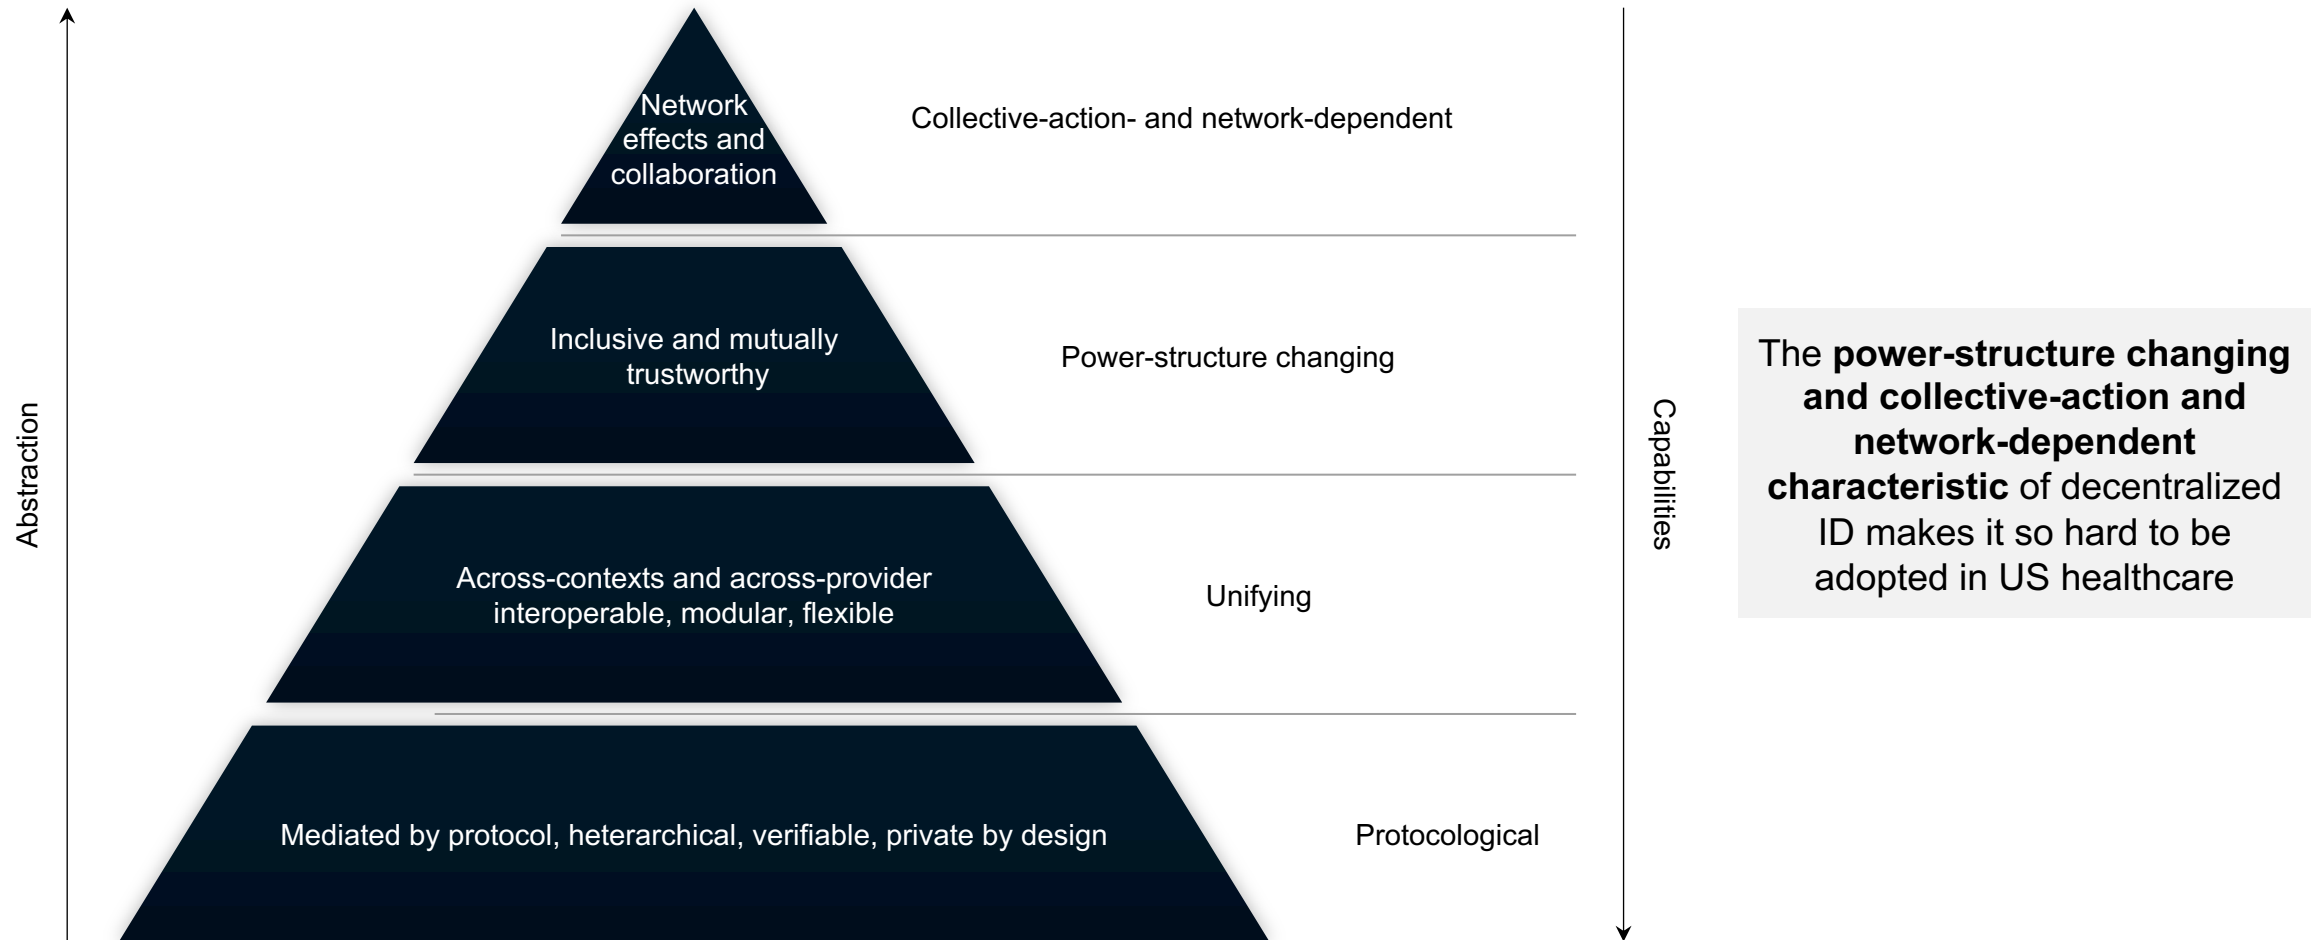 Network
effects and
collaboration
Collective-action- and network-dependent
Inclusive and mutually
trustworthy
Power-structure changing
Across-contexts and across-provider
interoperable, modular, flexible
Unifying
Mediated by protocol, heterarchical, verifiable, private by design
Protocological
Abstraction
Capabilities
The power-structure changing
and collective-action and
network-dependent
characteristic of decentralized
ID makes it so hard to be
adopted in US healthcare